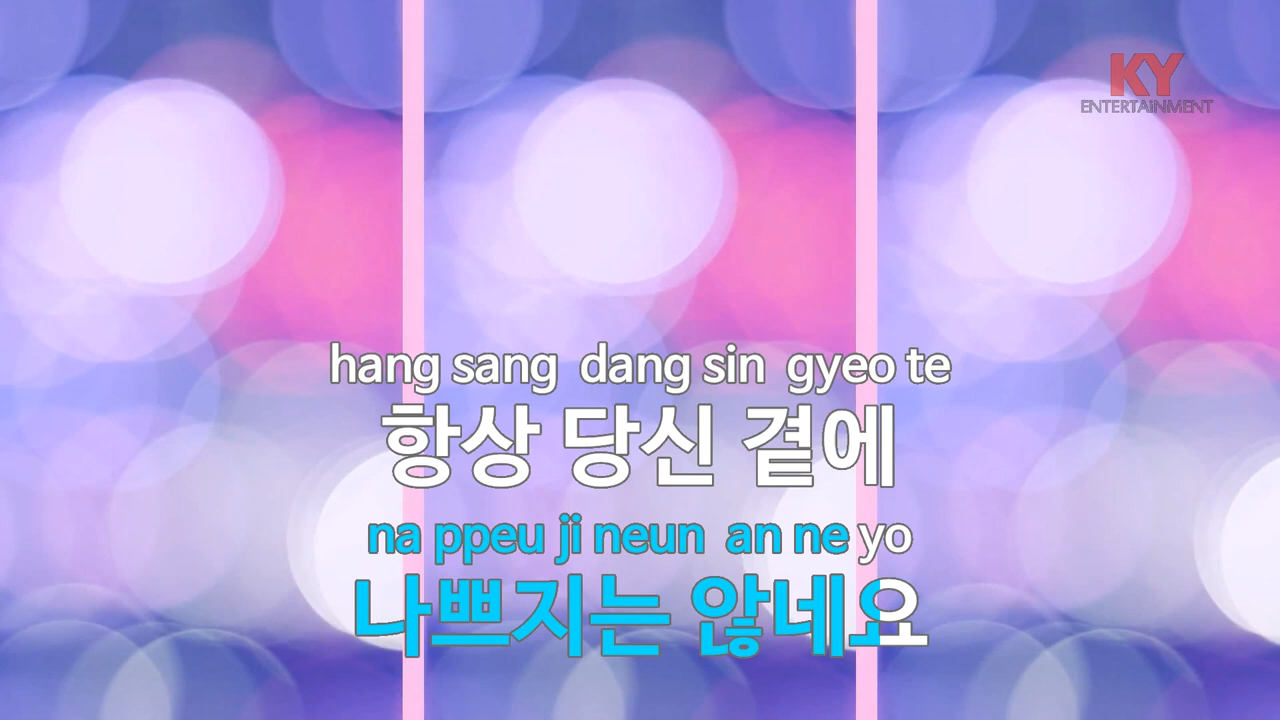 KY
ENTERTAiNMENT
hang sang dang sin gyeo te
항상 당신 곁에
na ppeu ji neun an ne yo
나쁘지는 않네요